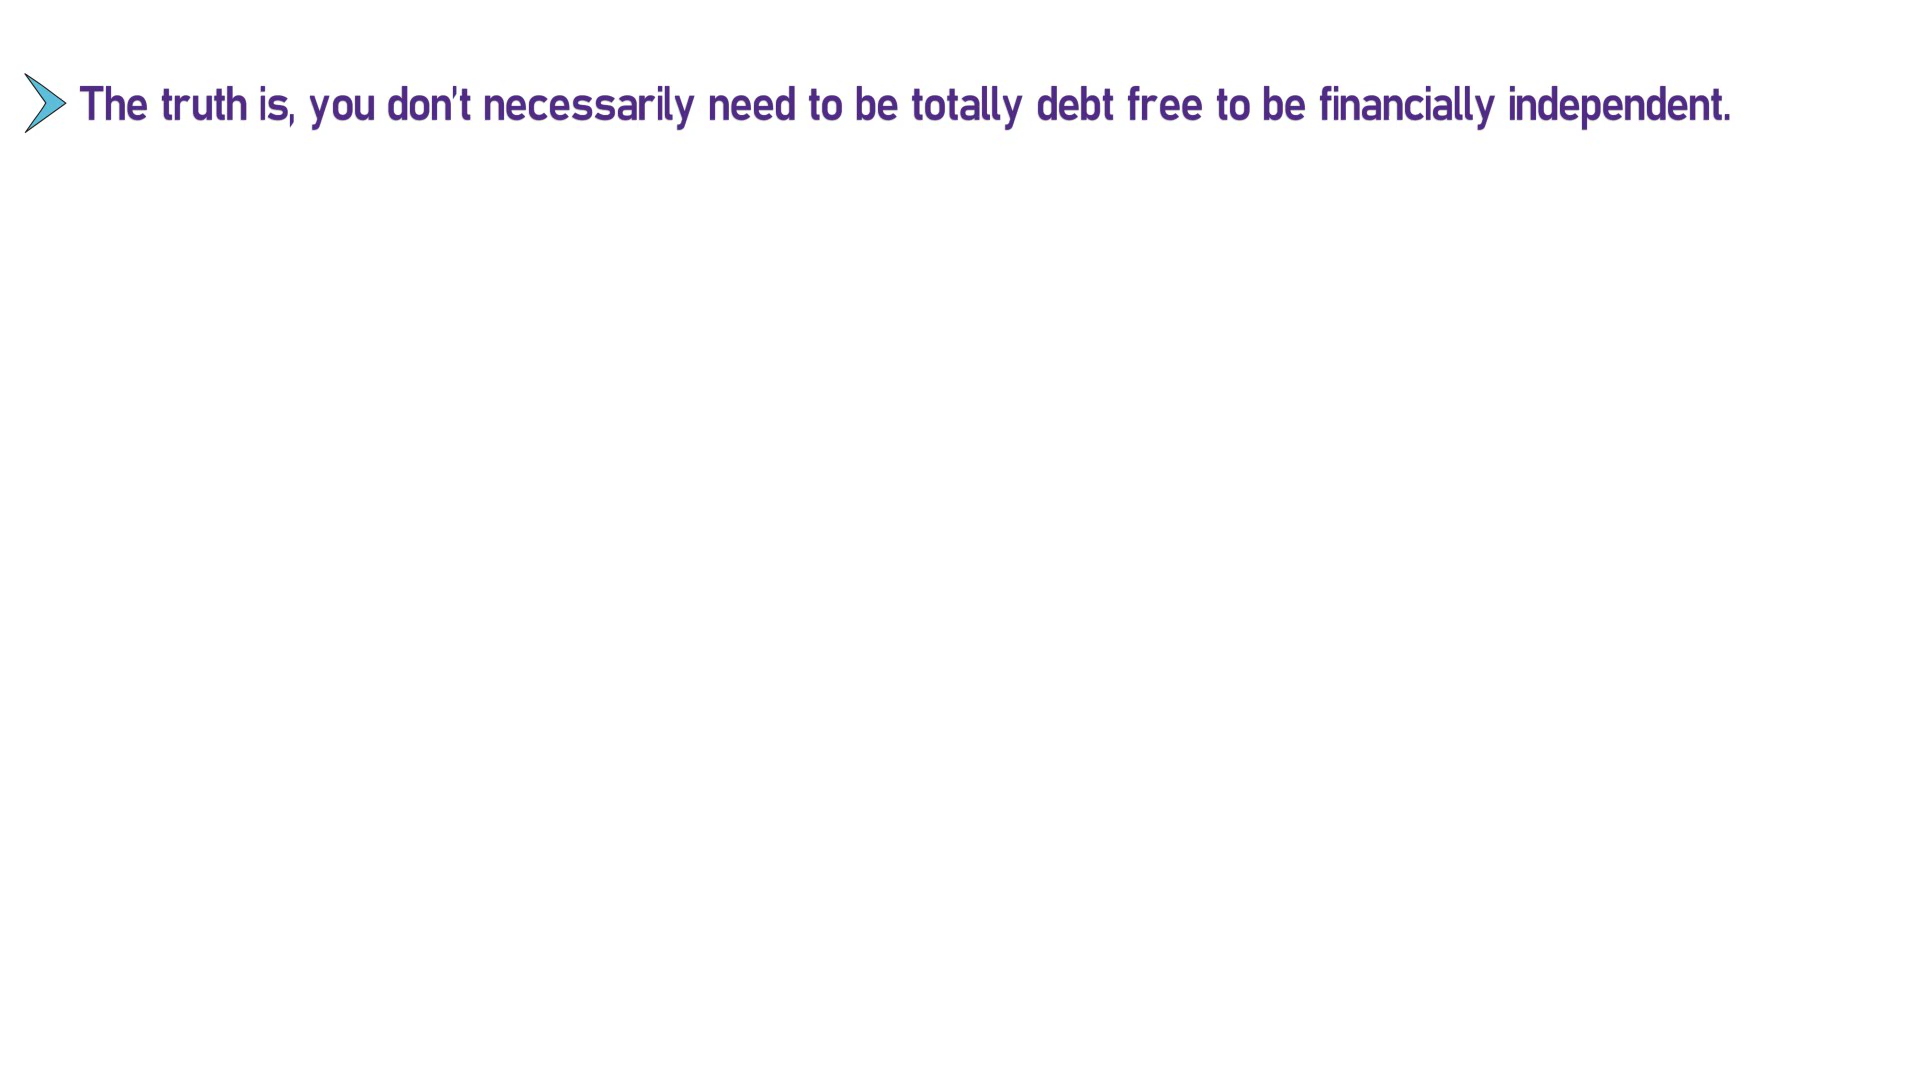 The truth is, you don't necessarily need to be totally debt free to be financially independent.